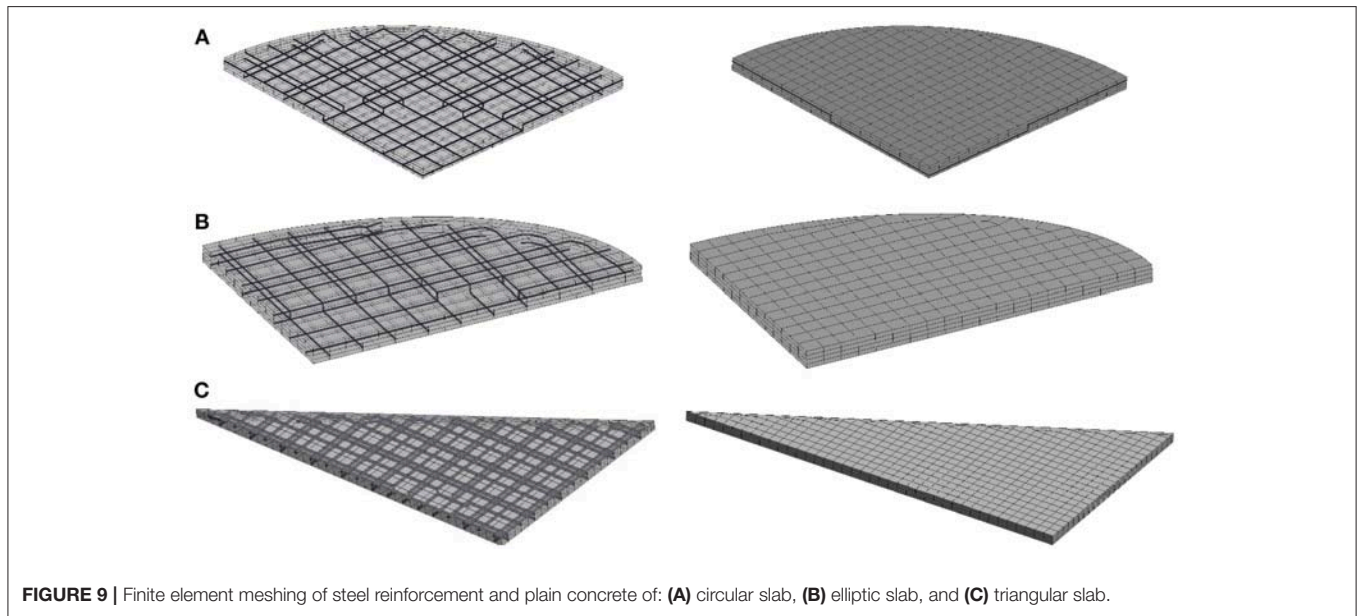 A
B
C
FIGURE 9 | Finite element meshing of steel reinforcement and plain concrete of: (A) circular slab, (B) elliptic slab, and (C) triangular slab.